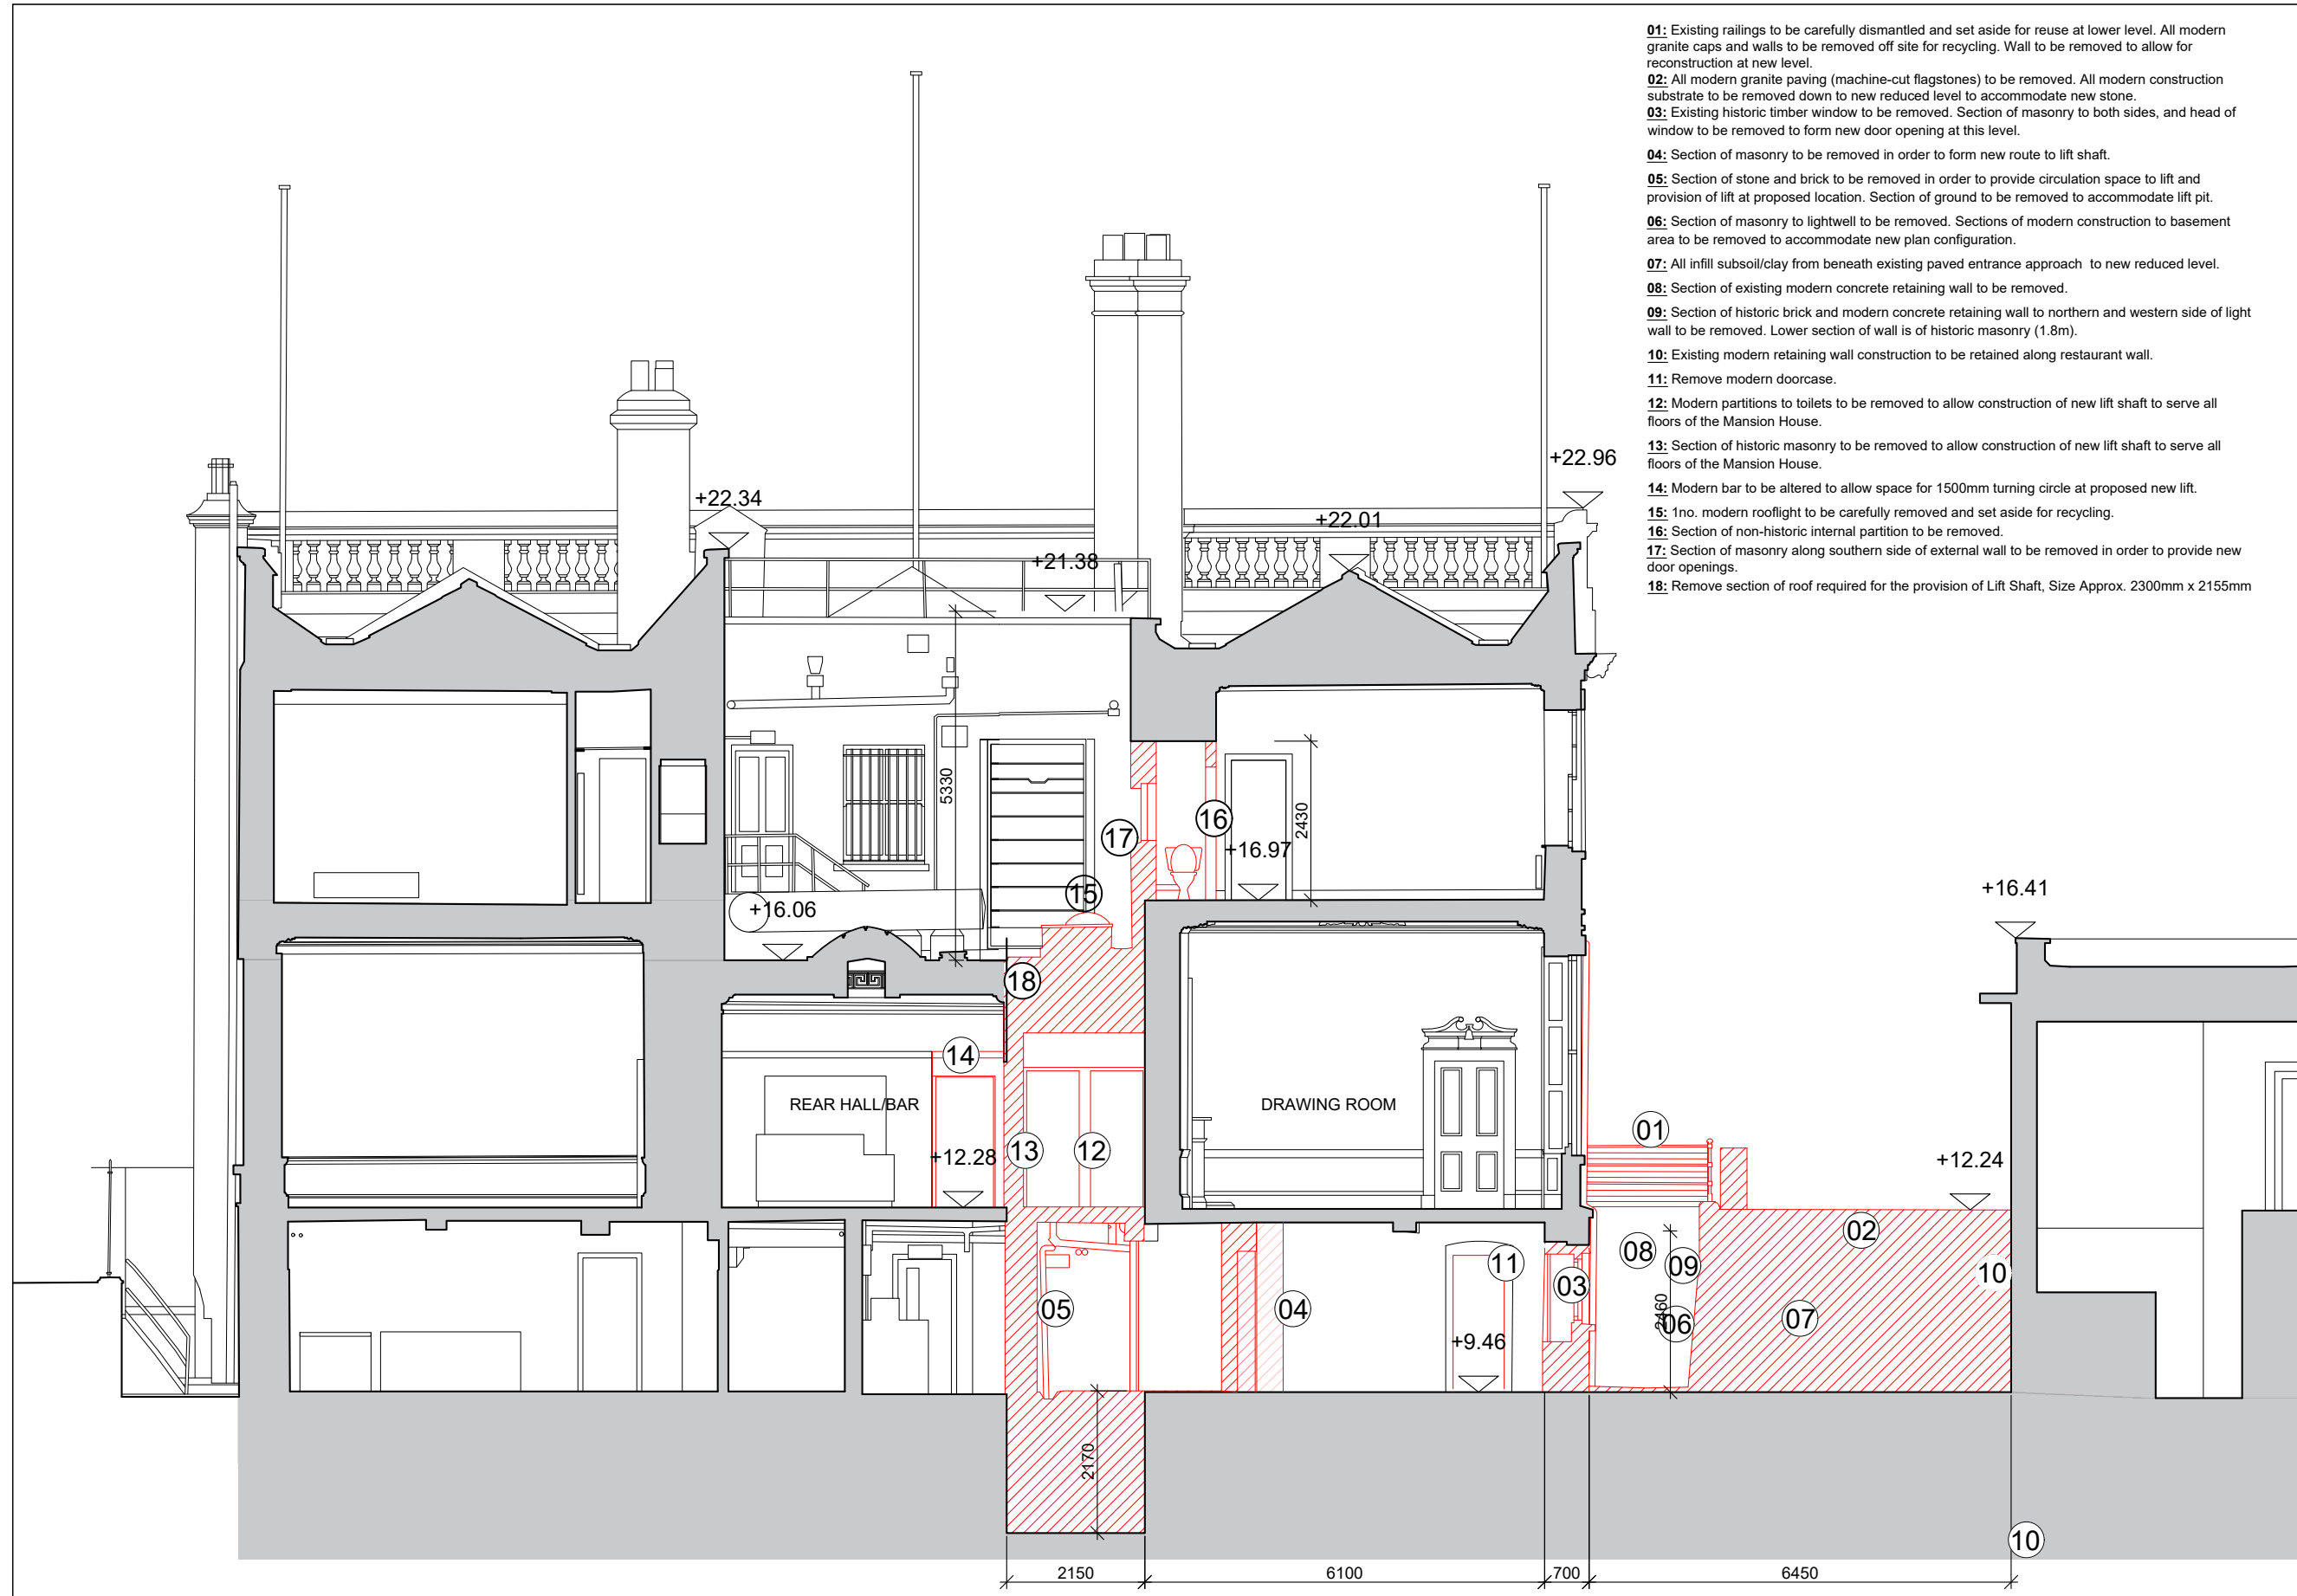 01: Existing railings to be carefully dismantled and set aside for reuse at lower level. All modern
granite caps and walls to be removed off site for recycling. Wall to be removed to allow for
reconstruction at new level.
02: All modern granite paving (machine-cut flagstones) to be removed. All modern construction
substrate to be removed down to new reduced level to accommodate new stone.
03: Existing historic timber window to be removed. Section of masonry to both sides, and head of
window to be removed to form new door opening at this level.
04: Section of masonry to be removed in order to form new route to lift shaft.
05: Section of stone and brick to be removed in order to provide circulation space to lift and
provision of lift at proposed location. Section of ground to be removed to accommodate lift pit.
06: Section of masonry to lightwell to be removed. Sections of modern construction to basement
area to be removed to accommodate new plan configuration.
07: All infill subsoil/clay from beneath existing paved entrance approach to new reduced level.
08: Section of existing modern concrete retaining wall to be removed.
09: Section of historic brick and modern concrete retaining wall to northern and western side of light
wall to be removed. Lower section of wall is of historic masonry (1.8m).
10: Existing modern retaining wall construction to be retained along restaurant wall.
11: Remove modern doorcase.
12: Modern partitions to toilets to be removed to allow construction of new lift shaft to serve all
floors of the Mansion House.
13: Section of historic masonry to be removed to allow construction of new lift shaft to serve all
floors of the Mansion House.
14: Modern bar to be altered to allow space for 1500mm turning circle at proposed new lift.
15: 1no. modern rooflight to be carefully removed and set aside for recycling.
16: Section of non-historic internal partition to be removed.
17: Section of masonry along southern side of external wall to be removed in order to provide new
door openings.
18: Remove section of roof required for the provision of Lift Shaft, Size Approx. 2300mm x 2155mm
+22.96
+22.34
+22.01
+21.38
5330
2430
17
16
+16.97
15
+16.06
+16.41
18
14
REAR HALL/BAR
DRAWING ROOM
13
12
+12.28
01
+12.24
02
08
09
10
11
03
05
04
2460
06
07
+9.46
2170
10
2150
6100
700
6450